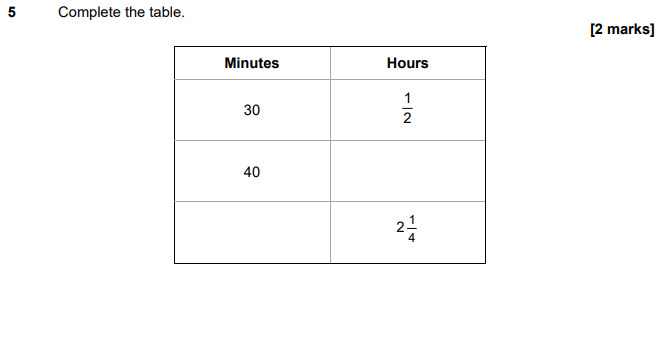 5 Complete the table.
[2 marks]
Minutes Hours
30 1/2
40
2 1/4